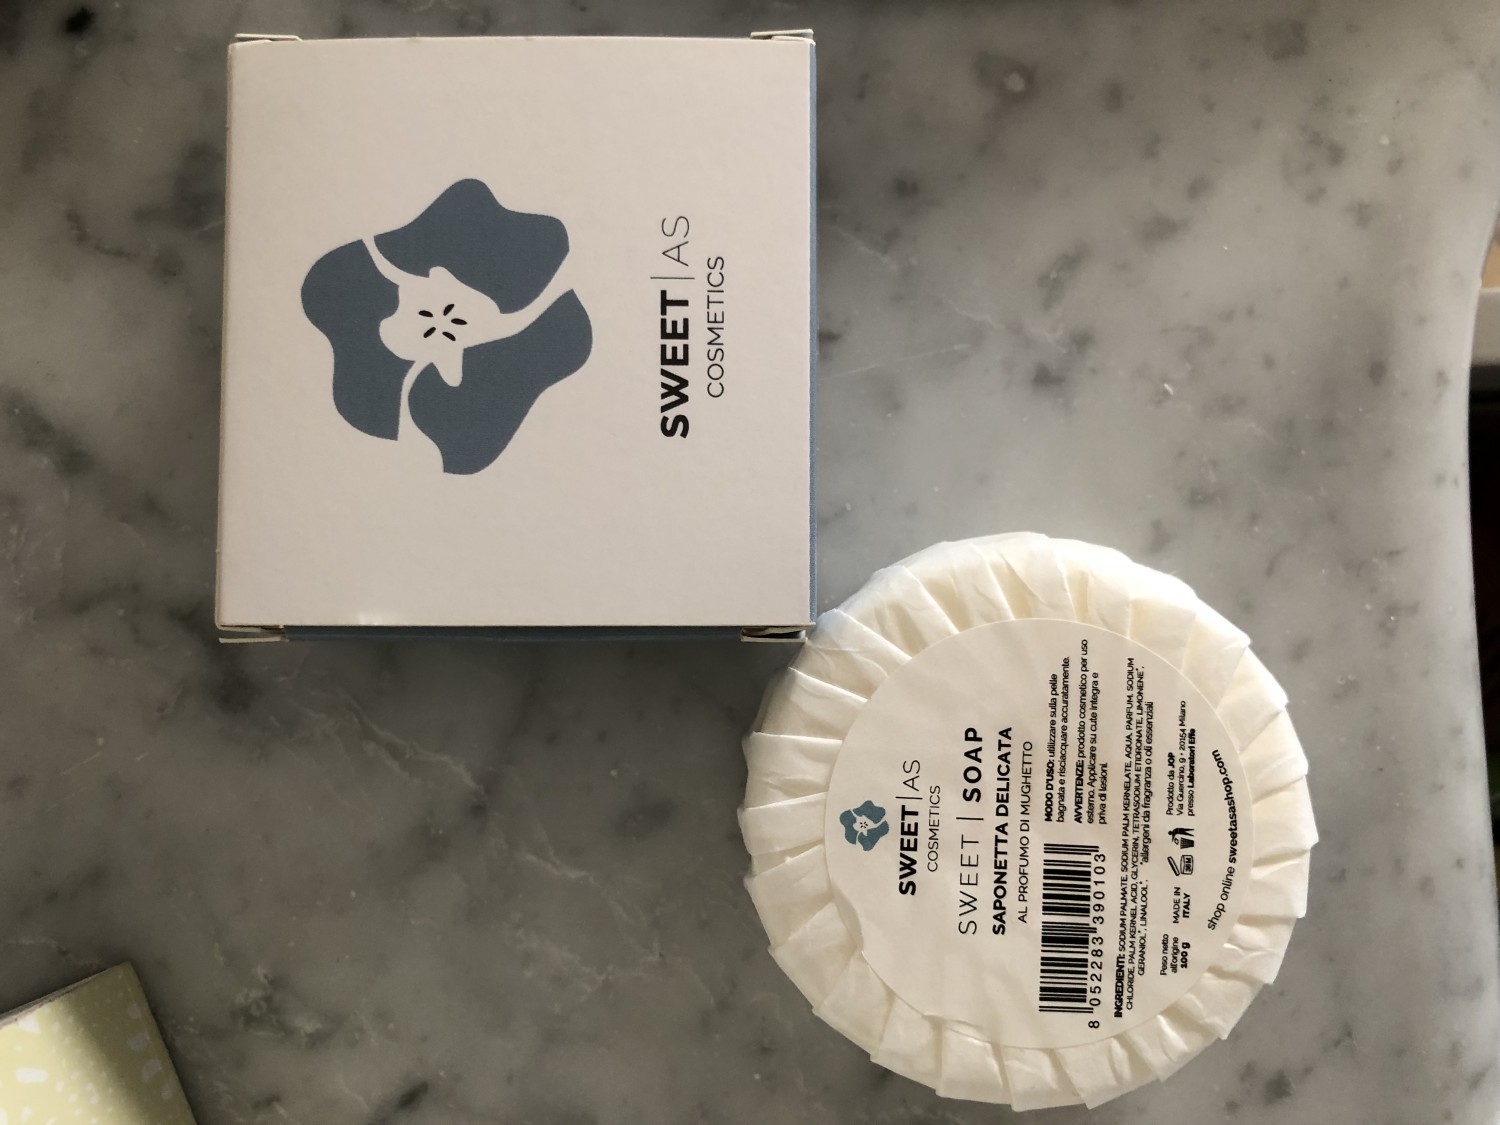 SWEET | AS
COSMETICS
SWEET | AS
COSMETICS
SWEET | SOAP
SAPONETTA DELICATA
AL PROFUMO DI MUGHETTO
8 052283 390103
MODO D'USO: utilizzare sulla pelle
bagnata e risciacquare accuratamente.
AVVERTENZE: prodotto cosmetico per uso
esterno. Applicare su cute integra e
priva di lesioni.
INGREDIENTI: SODIUM PALMATE, SODIUM PALM KERNELATE, AQUA, PARFUM, SODIUM
CHLORIDE, PALM KERNEL ACID, GLYCERIN, TETRASODIUM ETIDRONATE, LIMONENE*,
GERANIOL*, LINALOOL*. *allergeni da fragranza o oli essenziali
Peso netto
all'origine
100 g
MADE IN
ITALY
36M
Prodotto da JOP
Via Guercino, 9 • 20154 Milano
presso Laboratori Effe
shop online sweetasashop.com